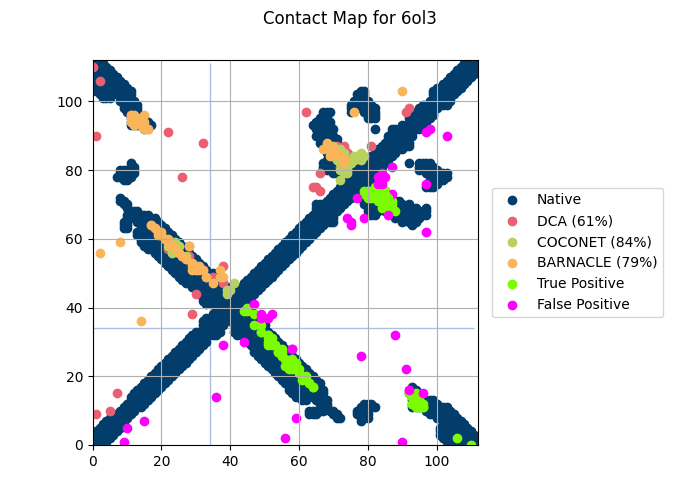 Contact Map for 6ol3
100
80
60
40
20
0
0 20 40 60 80 100
Native
DCA (61%)
COCONET (84%)
BARNACLE (79%)
True Positive
False Positive